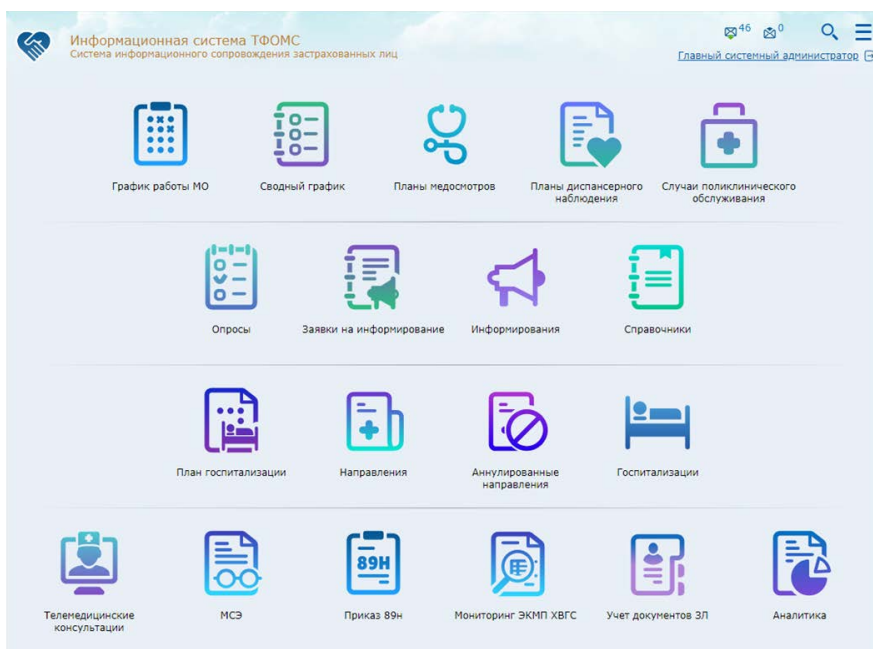 Информационная система ТФОМС
Система информационного сопровождения застрахованных лиц
46 0
Главный системный администратор
График работы МО
Сводный график
Планы медосмотров
Планы диспансерного
наблюдения
Случаи поликлинического
обслуживания
Опросы
Заявки на информирование
Информирования
Справочники
План госпитализации
Направления
Аннулированные
направления
Госпитализации
89Н
Телемедицинские
консультации
МСЭ
Приказ 89н
Мониторинг ЭКМП ХВГС
Учет документов ЗЛ
Аналитика